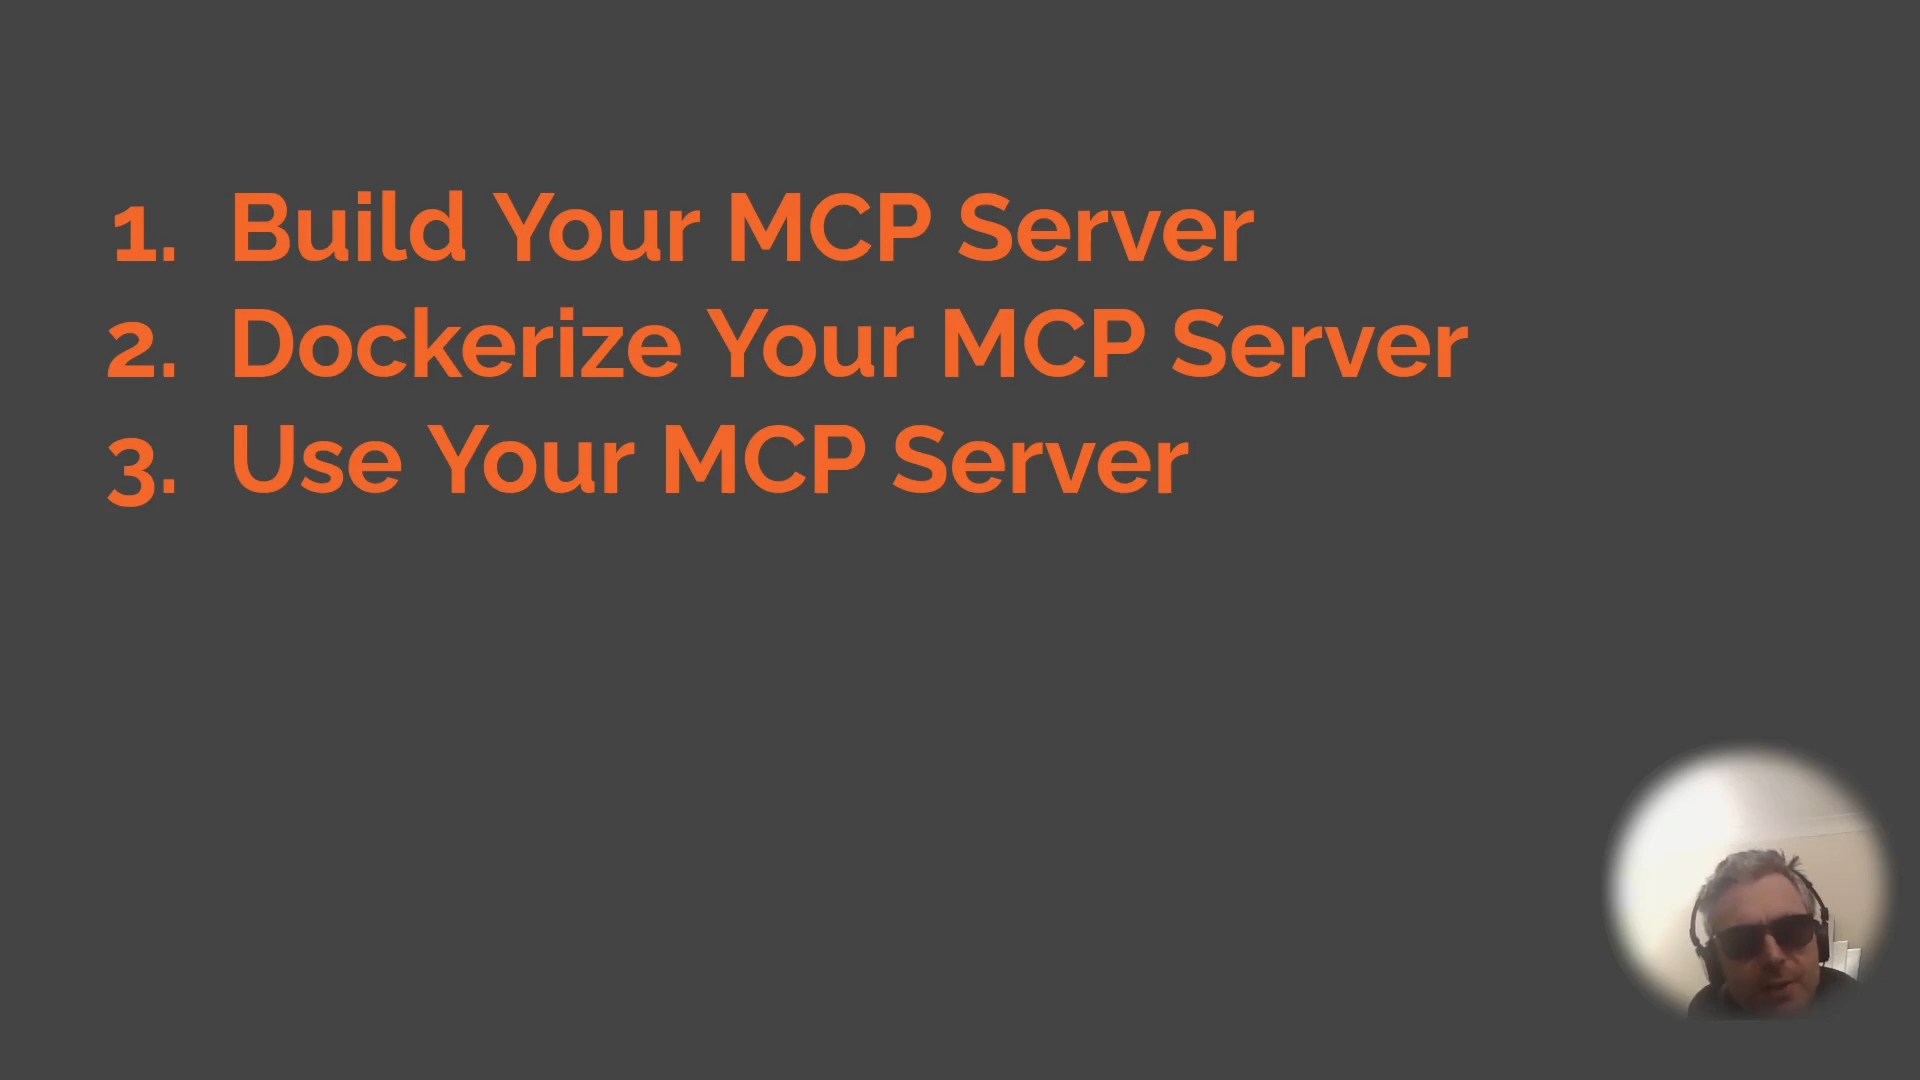 1. Build Your MCP Server
2. Dockerize Your MCP Server
3. Use Your MCP Server